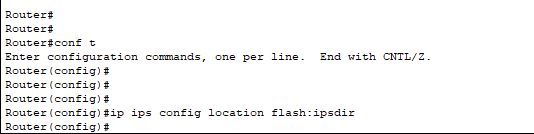 Router#
Router#
Router#conf t
Enter configuration commands, one per line.  End with CNTL/Z.
Router(config)#
Router(config)#
Router(config)#
Router(config)#ip ips config location flash:ipsdir
Router(config)#